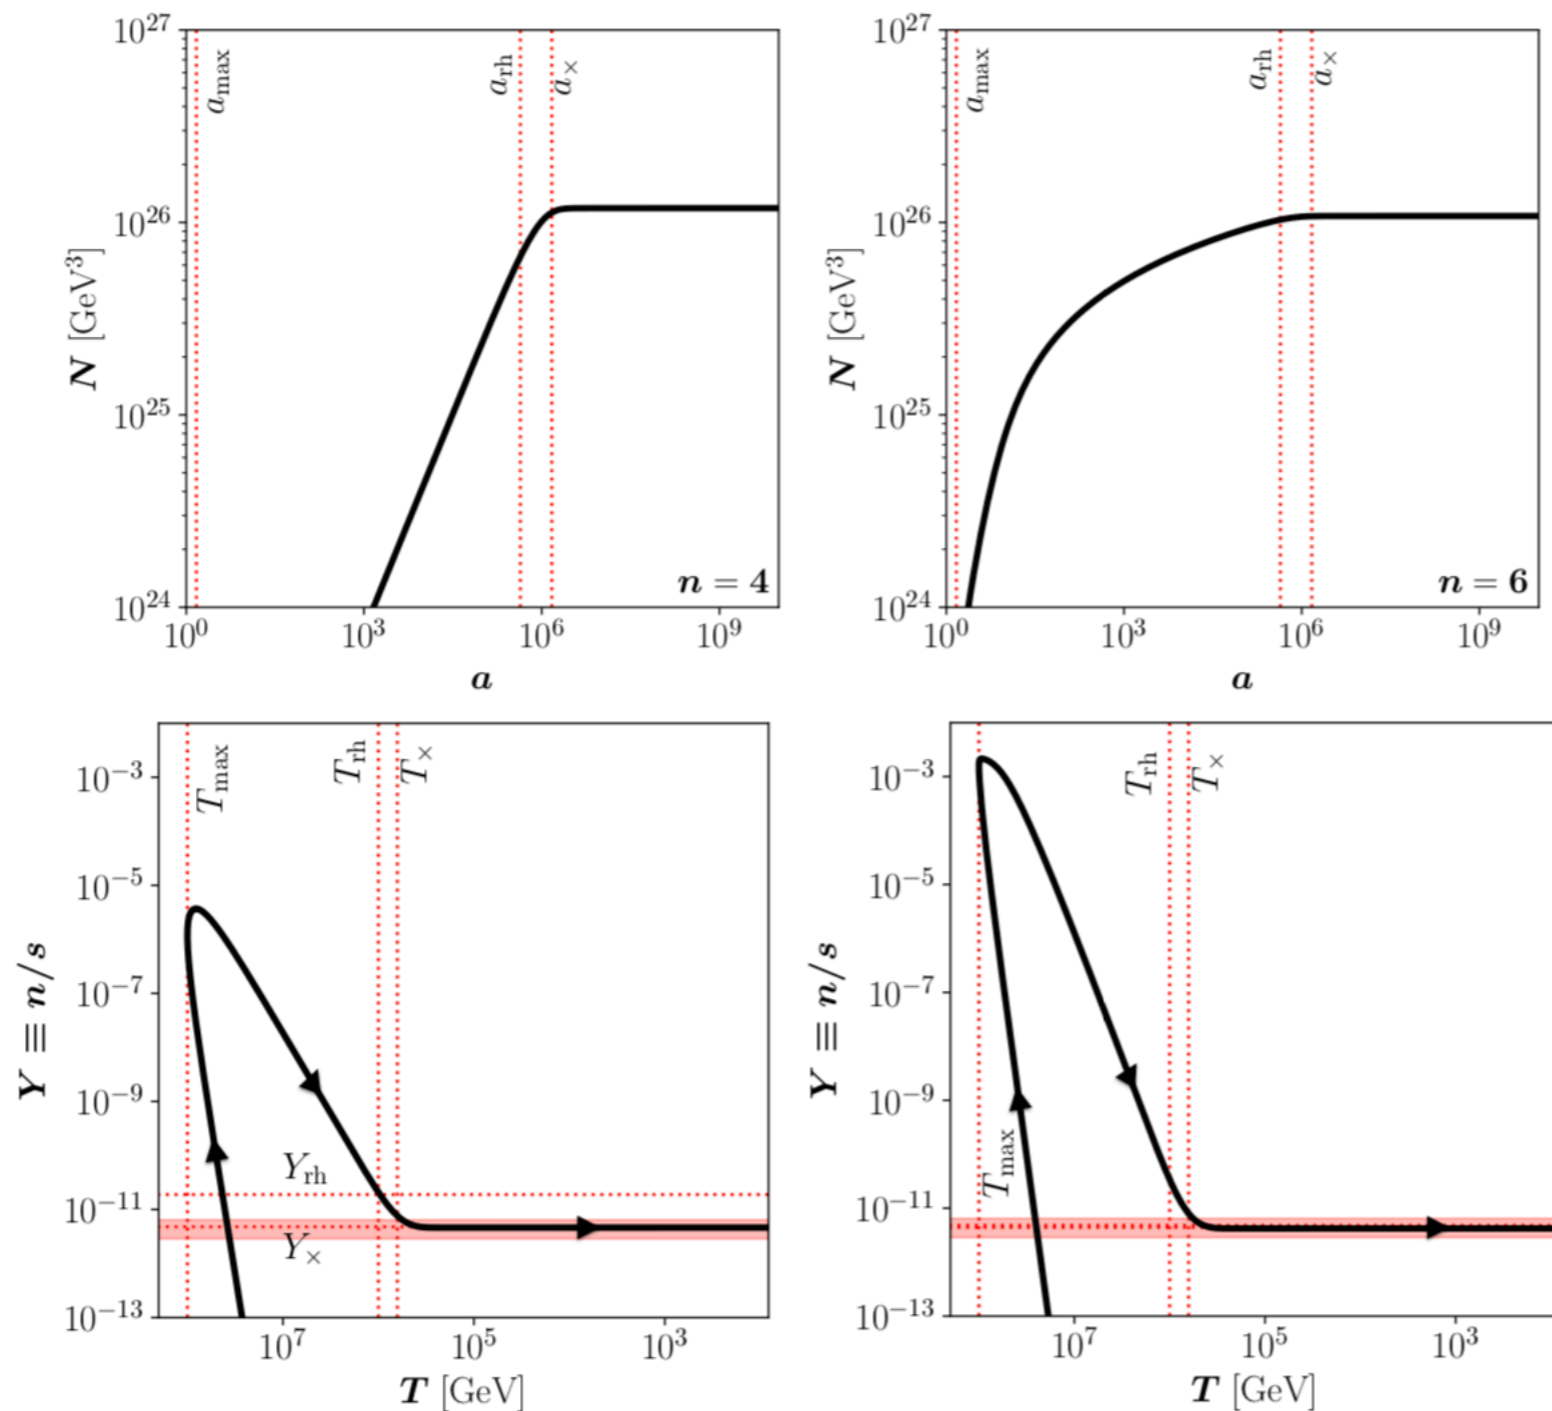 10^27
10^26
10^25
10^24
N [GeV^3]
a_max
a_rh
a_×
n = 4
10^0
10^3
10^6
10^9
a
10^27
10^26
10^25
10^24
N [GeV^3]
a_max
a_rh
a_×
n = 6
10^0
10^3
10^6
10^9
a
10^−3
10^−5
10^−7
10^−9
10^−11
10^−13
Y ≡ n/s
T_max
T_rh
T_×
Y_rh
Y_×
10^7
10^5
10^3
T [GeV]
10^−3
10^−5
10^−7
10^−9
10^−11
10^−13
Y ≡ n/s
T_rh
T_×
T_max
10^7
10^5
10^3
T [GeV]